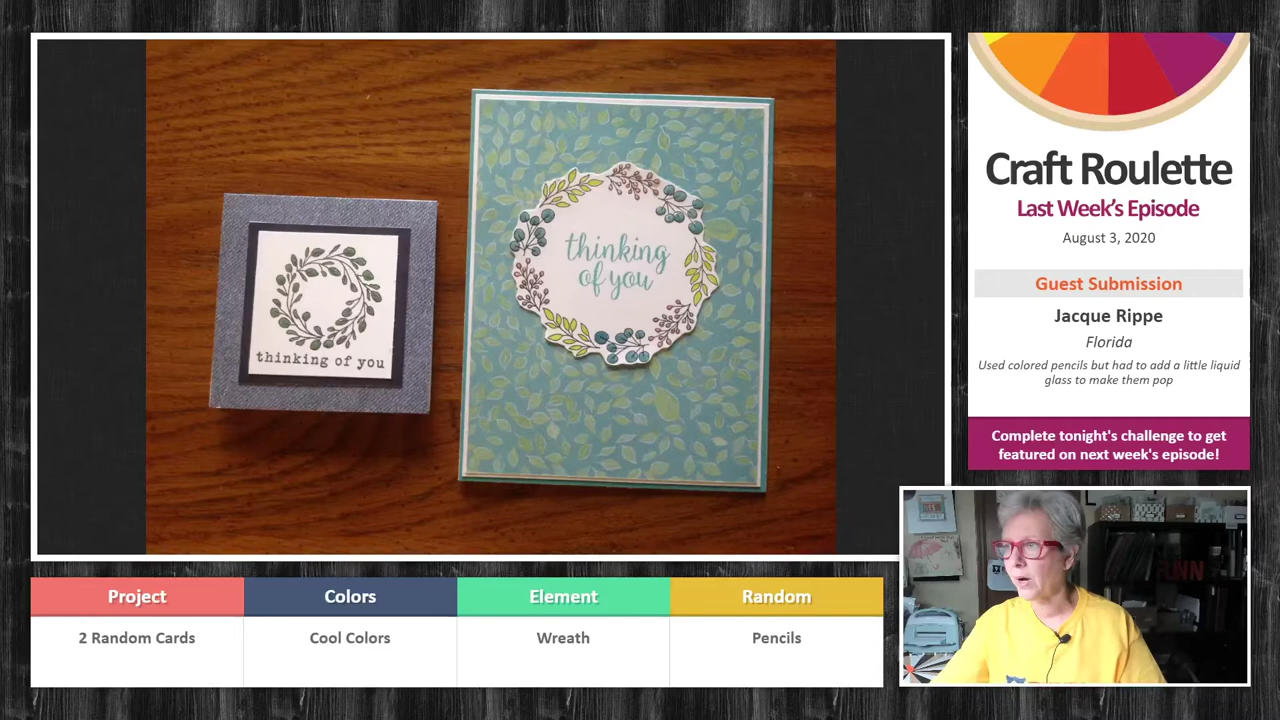 thinking
of you
thinking of you
Craft Roulette
Last Week's Episode
August 3, 2020
Guest Submission
Jacque Rippe
Florida
Used colored pencils but had to add a little liquid
glass to make them pop
Complete tonight's challenge to get
featured on next week's episode!
Project
Colors
Element
Random
2 Random Cards
Cool Colors
Wreath
Pencils